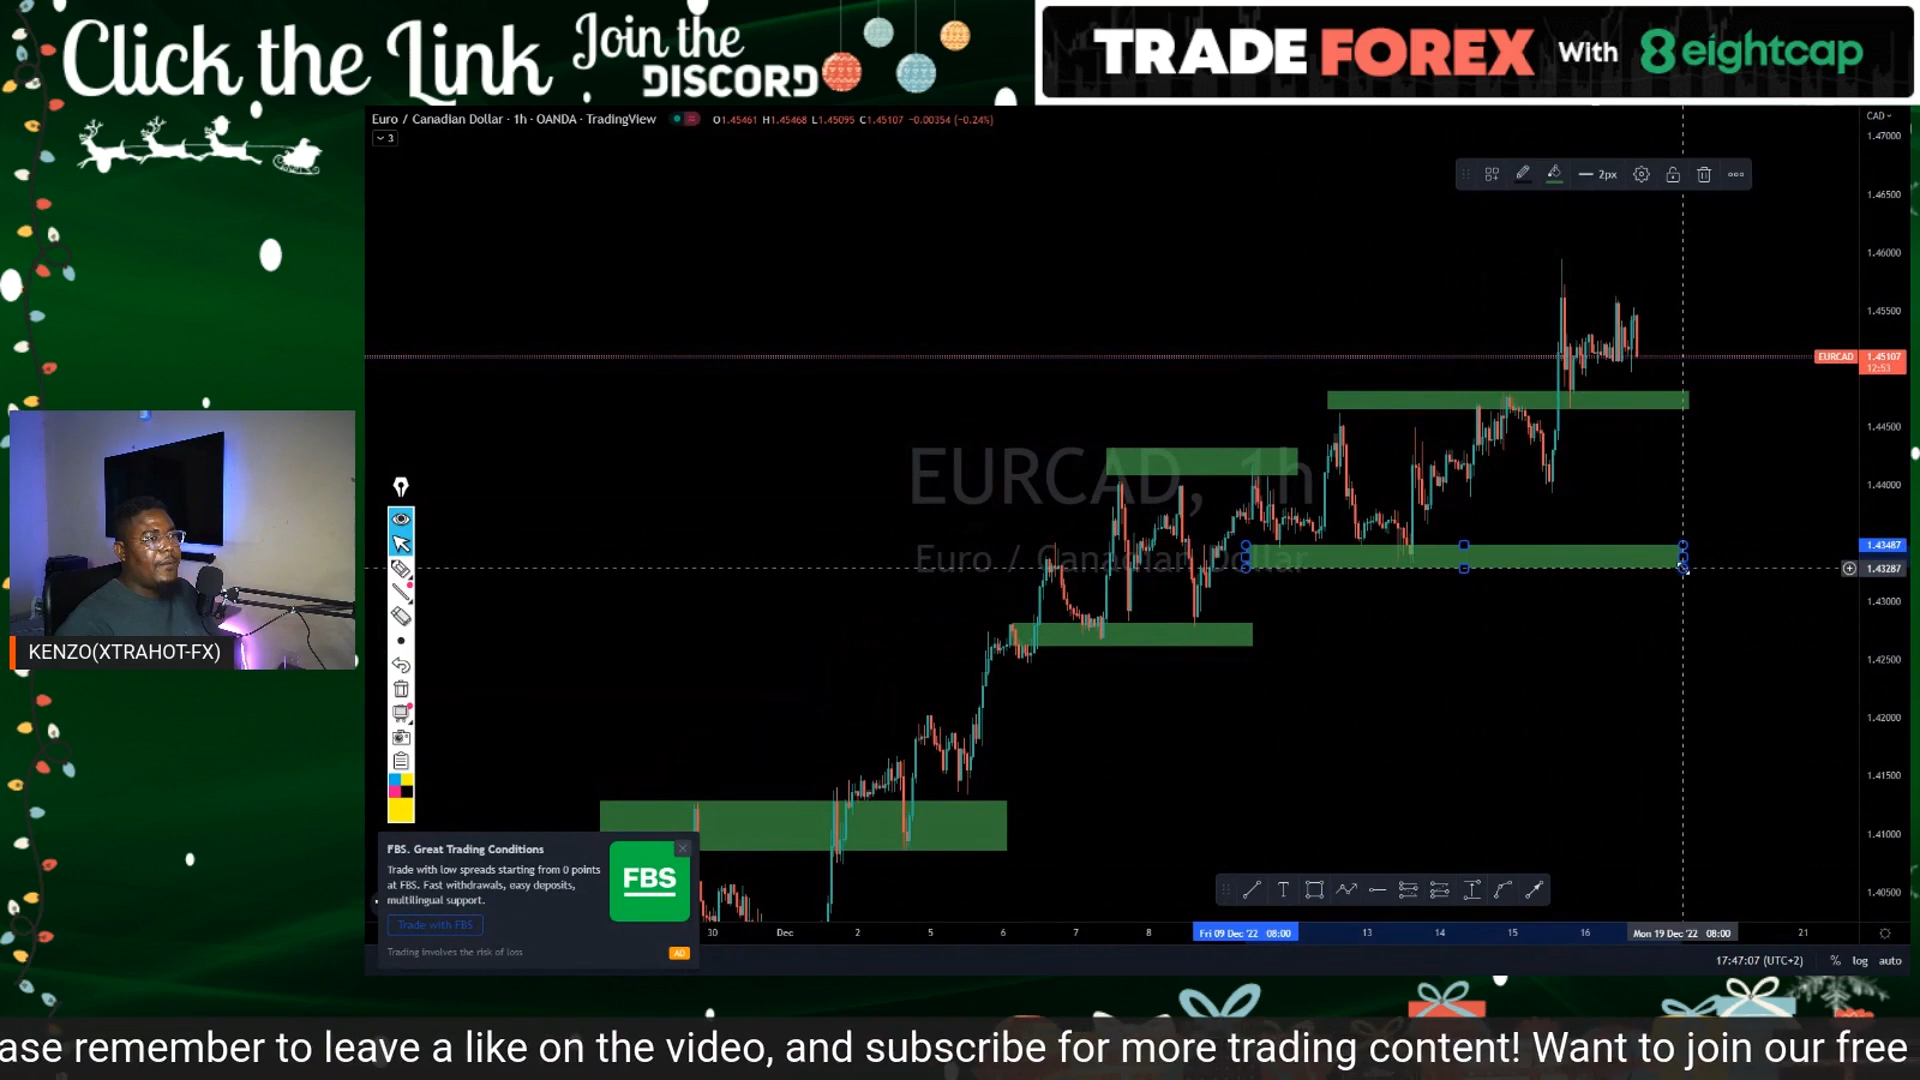 Click the Link
Join the
DISCORD
TRADE FOREX With 8eightcap
Euro / Canadian Dollar · 1h · OANDA · TradingView
O1.45461 H1.45468 L1.45095 C1.45107 -0.00354 (-0.24%)
3
CAD
1.47000
1.46500
1.46000
1.45500
EURCAD 1.45107
12:53
1.44500
1.44000
1.43487
1.43287
1.43000
1.42500
1.42000
1.41500
1.41000
1.40500
2px
EURCAD, 1h
Euro / Canadian Dollar
KENZO(XTRAHOT-FX)
FBS. Great Trading Conditions
Trade with low spreads starting from 0 points
at FBS. Fast withdrawals, easy deposits,
multilingual support.
FBS
Trade with FBS
Trading involves the risk of loss
AD
T
30 Dec 2 5 6 7 8 Fri 09 Dec '22 08:00 13 14 15 16 Mon 19 Dec '22 08:00 21
17:47:07 (UTC+2) % log auto
ase remember to leave a like on the video, and subscribe for more trading content! Want to join our free